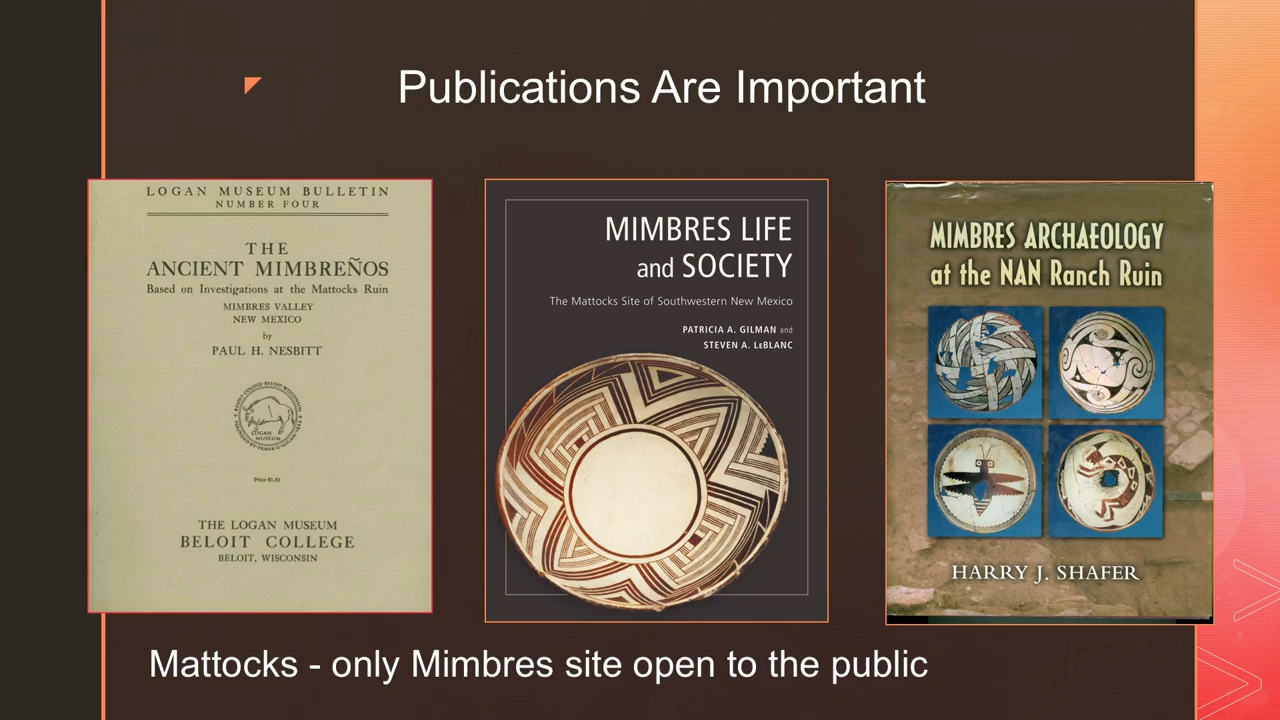 Publications Are Important
LOGAN MUSEUM BULLETIN
NUMBER FOUR
THE
ANCIENT MIMBREÑOS
Based on Investigations at the Mattocks Ruin
MIMBRES VALLEY
NEW MEXICO
by
PAUL H. NESBITT
LOGAN
MUSEUM
Price $1.50
THE LOGAN MUSEUM
BELOIT COLLEGE
BELOIT, WISCONSIN
MIMBRES LIFE
and SOCIETY
The Mattocks Site of Southwestern New Mexico
PATRICIA A. GILMAN and
STEVEN A. LEBLANC
MIMBRES ARCHAEOLOGY
at the NAN Ranch Ruin
HARRY J. SHAFER
Mattocks - only Mimbres site open to the public